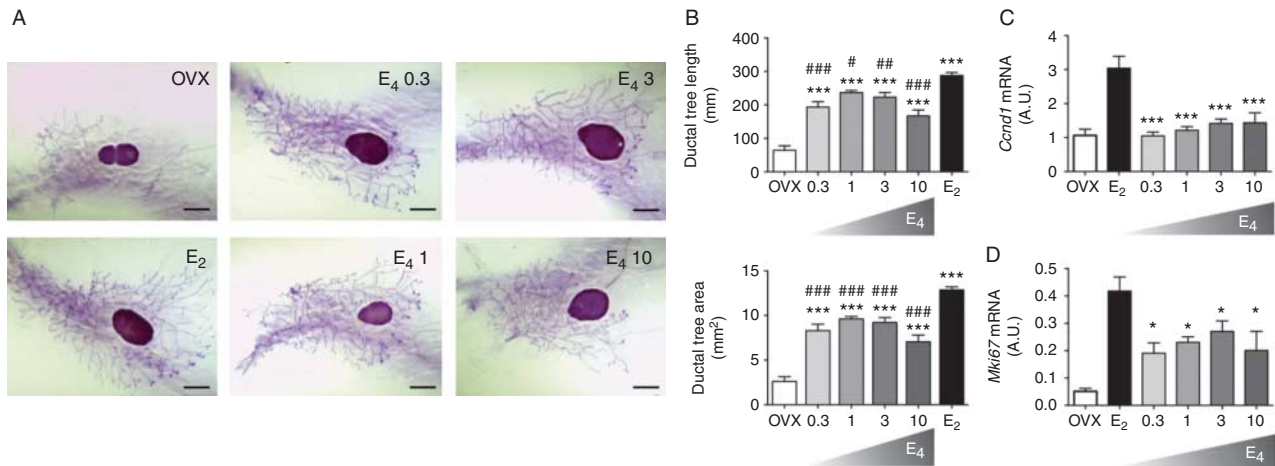 A
OVX
E₄ 0.3
E₄ 3
E₂
E₄ 1
E₄ 10
B
Ductal tree length
(mm)
400
300
200
100
0
###
***
#
***
##
***
###
***
***
OVX 0.3 1 3 10 E₂
E₄
Ductal tree area
(mm²)
15
10
5
0
###
***
###
***
###
***
###
***
***
OVX 0.3 1 3 10 E₂
E₄
C
Ccnd1 mRNA
(A.U.)
4
3
2
1
0
*** *** *** ***
OVX E₂ 0.3 1 3 10
E₄
D
Mki67 mRNA
(A.U.)
0.5
0.4
0.3
0.2
0.1
0.0
* * * *
OVX E₂ 0.3 1 3 10
E₄